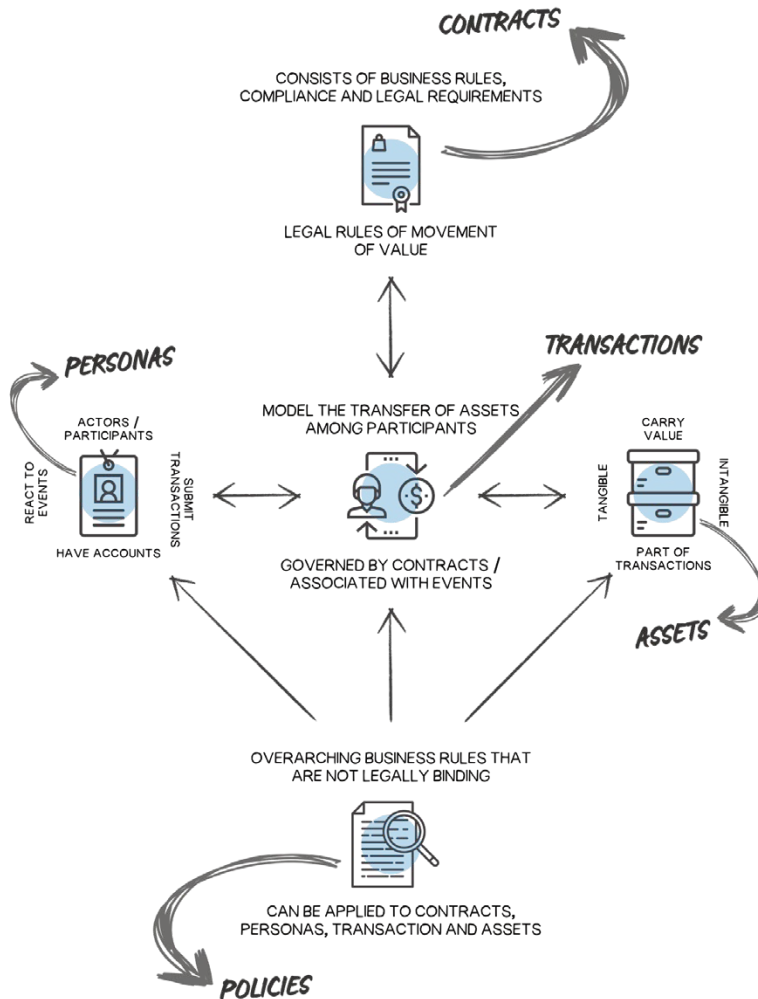 CONTRACTS
CONSISTS OF BUSINESS RULES,
COMPLIANCE AND LEGAL REQUIREMENTS
LEGAL RULES OF MOVEMENT
OF VALUE
PERSONAS
ACTORS /
PARTICIPANTS
REACT TO
EVENTS
SUBMIT
TRANSACTIONS
HAVE ACCOUNTS
TRANSACTIONS
MODEL THE TRANSFER OF ASSETS
AMONG PARTICIPANTS
$
GOVERNED BY CONTRACTS /
ASSOCIATED WITH EVENTS
CARRY
VALUE
TANGIBLE
INTANGIBLE
PART OF
TRANSACTIONS
ASSETS
OVERARCHING BUSINESS RULES THAT
ARE NOT LEGALLY BINDING
CAN BE APPLIED TO CONTRACTS,
PERSONAS, TRANSACTION AND ASSETS
POLICIES